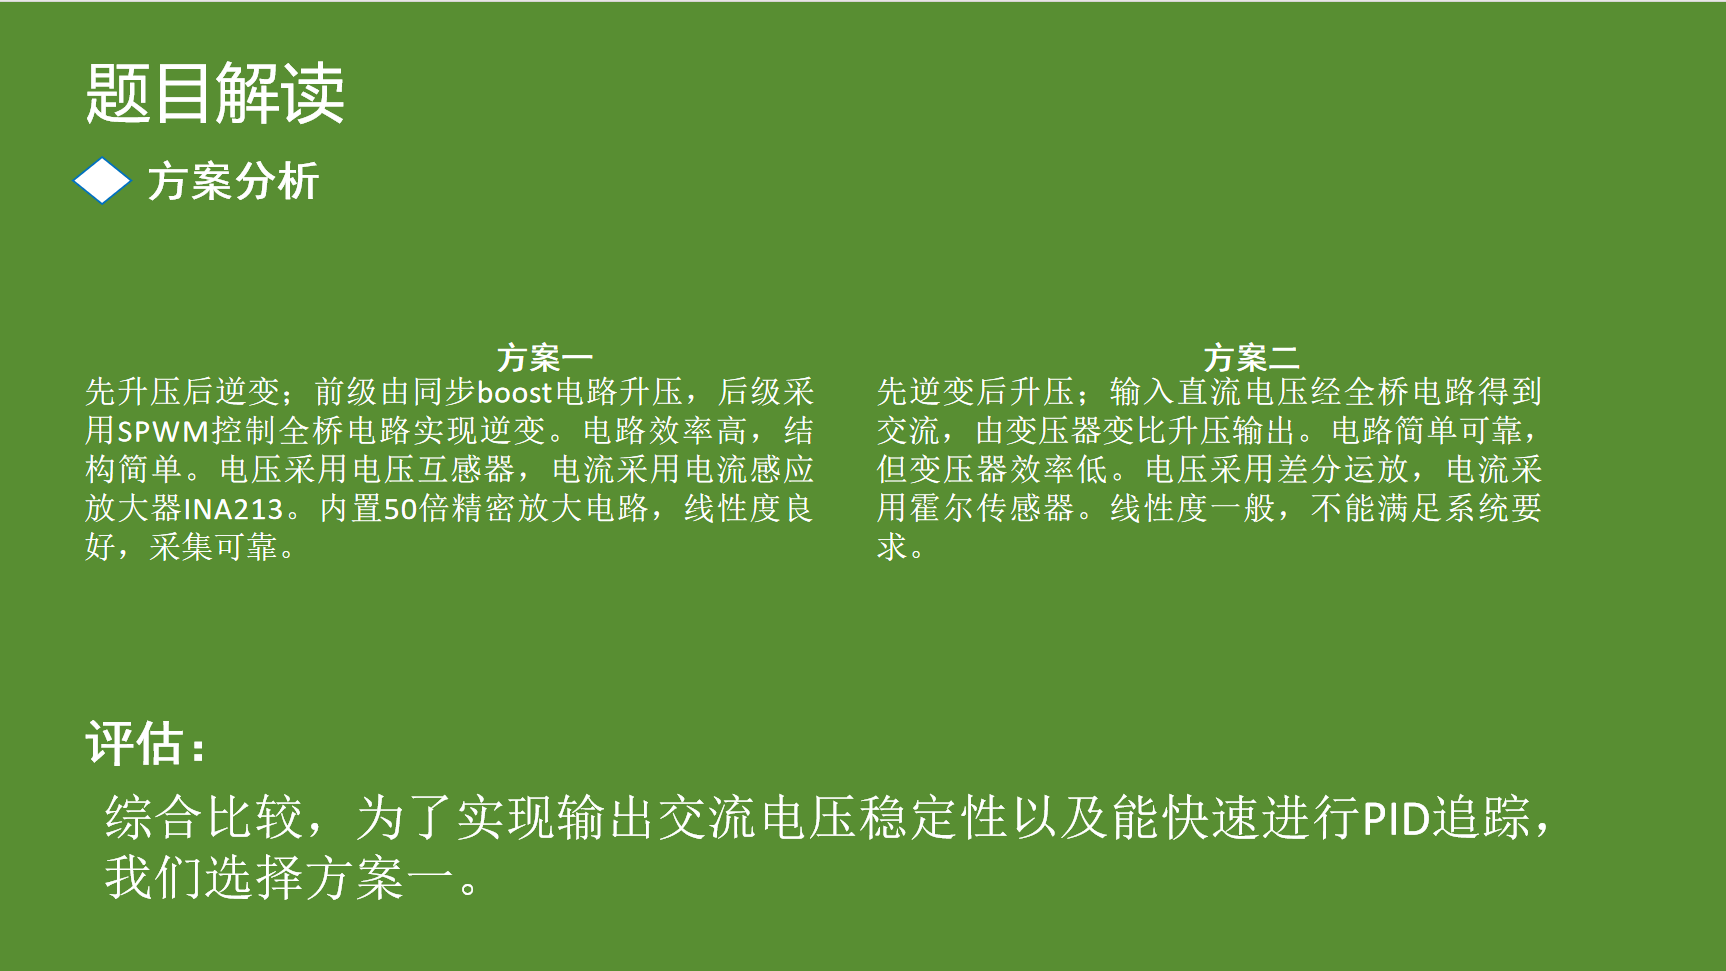 题目解读
方案分析
方案一
先升压后逆变；前级由同步boost电路升压，后级采
用SPWM控制全桥电路实现逆变。电路效率高，结
构简单。电压采用电压互感器，电流采用电流感应
放大器INA213。内置50倍精密放大电路，线性度良
好，采集可靠。
方案二
先逆变后升压；输入直流电压经全桥电路得到
交流，由变压器变比升压输出。电路简单可靠，
但变压器效率低。电压采用差分运放，电流采
用霍尔传感器。线性度一般，不能满足系统要
求。
评估：
综合比较，为了实现输出交流电压稳定性以及能快速进行PID追踪，
我们选择方案一。